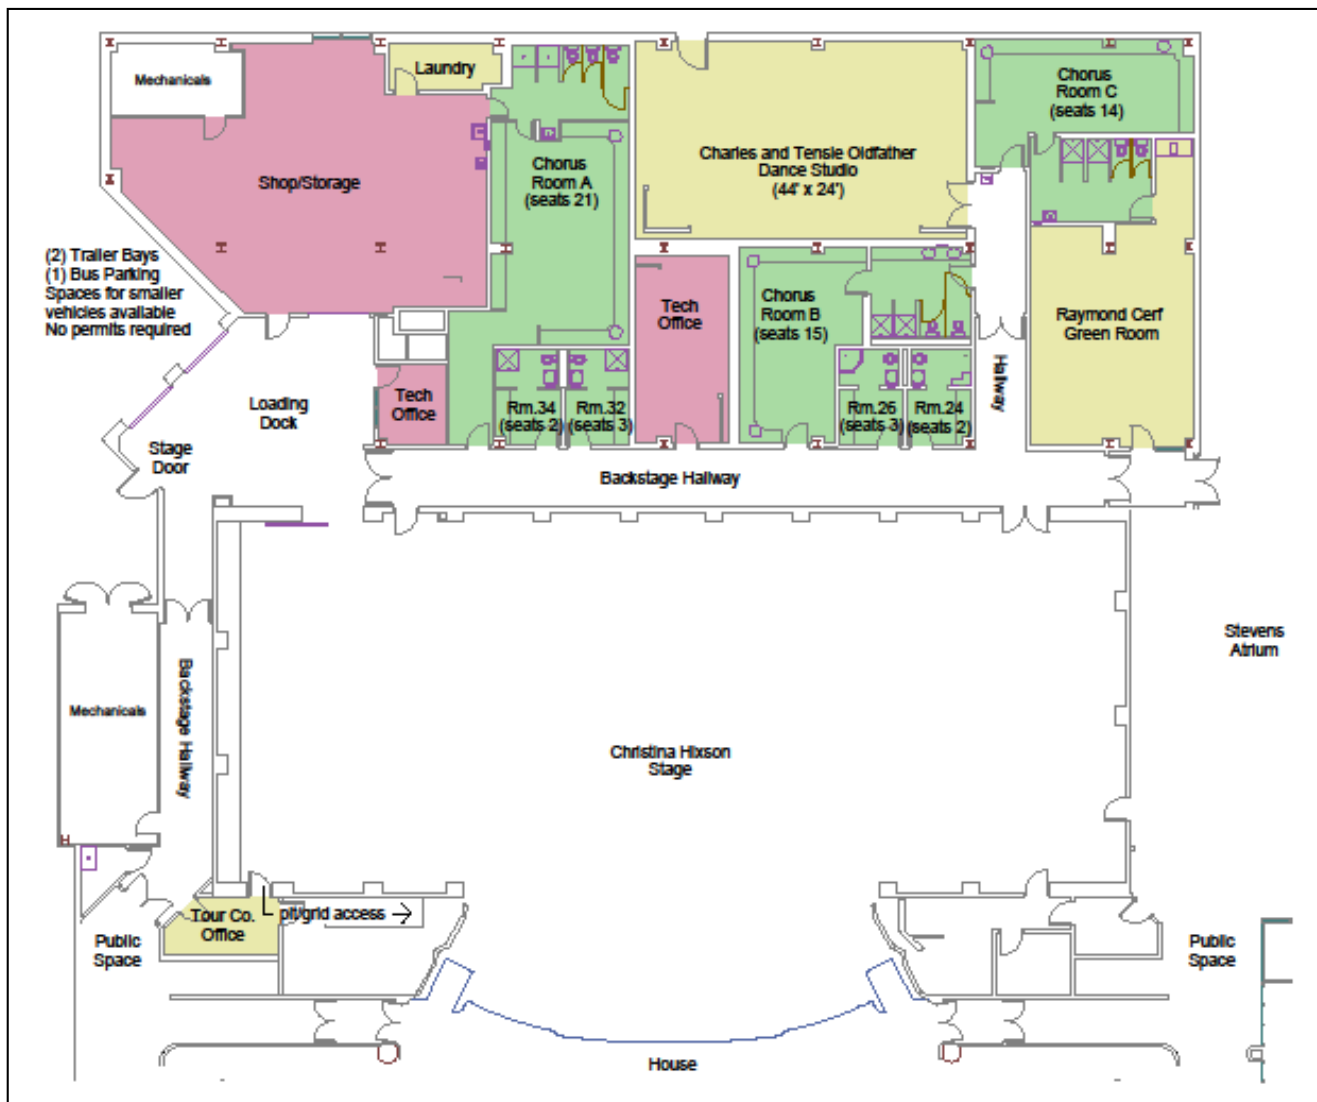 Mechanicals
Laundry
Shop/Storage
Chorus
Room A
(seats 21)
Charles and Tensie Oldfather
Dance Studio
(44' x 24')
Chorus
Room C
(seats 14)
(2) Trailer Bays
(1) Bus Parking
Spaces for smaller
vehicles available
No permits required
Tech
Office
Chorus
Room B
(seats 15)
Raymond Cerf
Green Room
Hallway
Loading
Dock
Tech
Office
Rm.34
(seats 2)
Rm.32
(seats 3)
Rm.26
(seats 3)
Rm.24
(seats 2)
Stage
Door
Backstage Hallway
Stevens
Atrium
Backstage Hallway
Mechanicals
Christina Hixson
Stage
Tour Co.
Office
pit/grid access
Public
Space
Public
Space
House